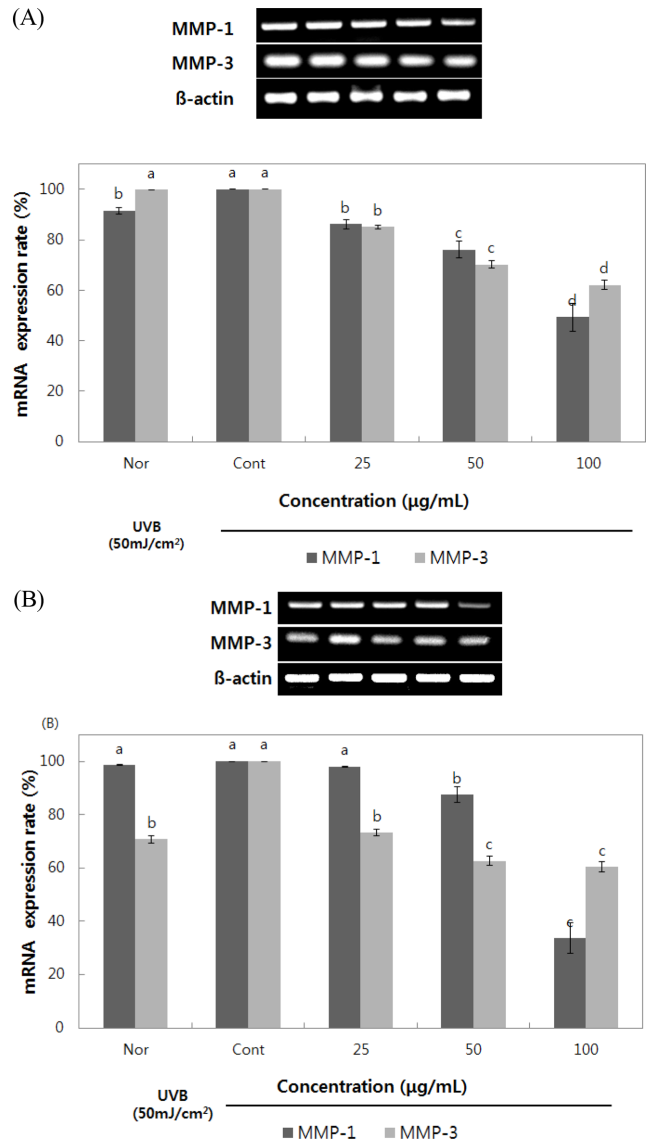 (A)
MMP-1
MMP-3
ß-actin
mRNA expression rate (%)
100
80
60
40
20
0
b a a a b b c c d d
Nor Cont 25 50 100
Concentration (µg/mL)
UVB
(50mJ/cm²)
MMP-1 MMP-3
(B)
MMP-1
MMP-3
ß-actin
(B)
mRNA expression rate (%)
100
80
60
40
20
0
a b a a a b b c c c
Nor Cont 25 50 100
Concentration (µg/mL)
UVB
(50mJ/cm²)
MMP-1 MMP-3